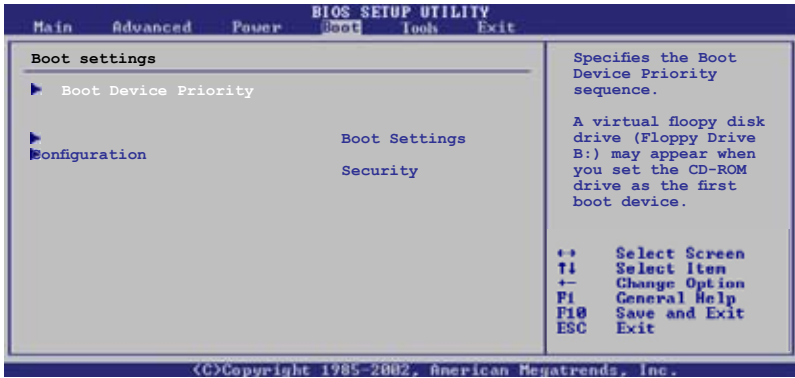 BIOS SETUP UTILITY
Main Advanced Power Boot Tools Exit
Boot settings
Boot Device Priority
Boot Settings
Configuration
Security
Specifies the Boot
Device Priority
sequence.
A virtual floopy disk
drive (Floppy Drive
B:) may appear when
you set the CD-ROM
drive as the first
boot device.
↔ Select Screen
↑↓ Select Item
+- Change Option
F1 General Help
F10 Save and Exit
ESC Exit
(C)Copyright 1985-2002, American Megatrends, Inc.